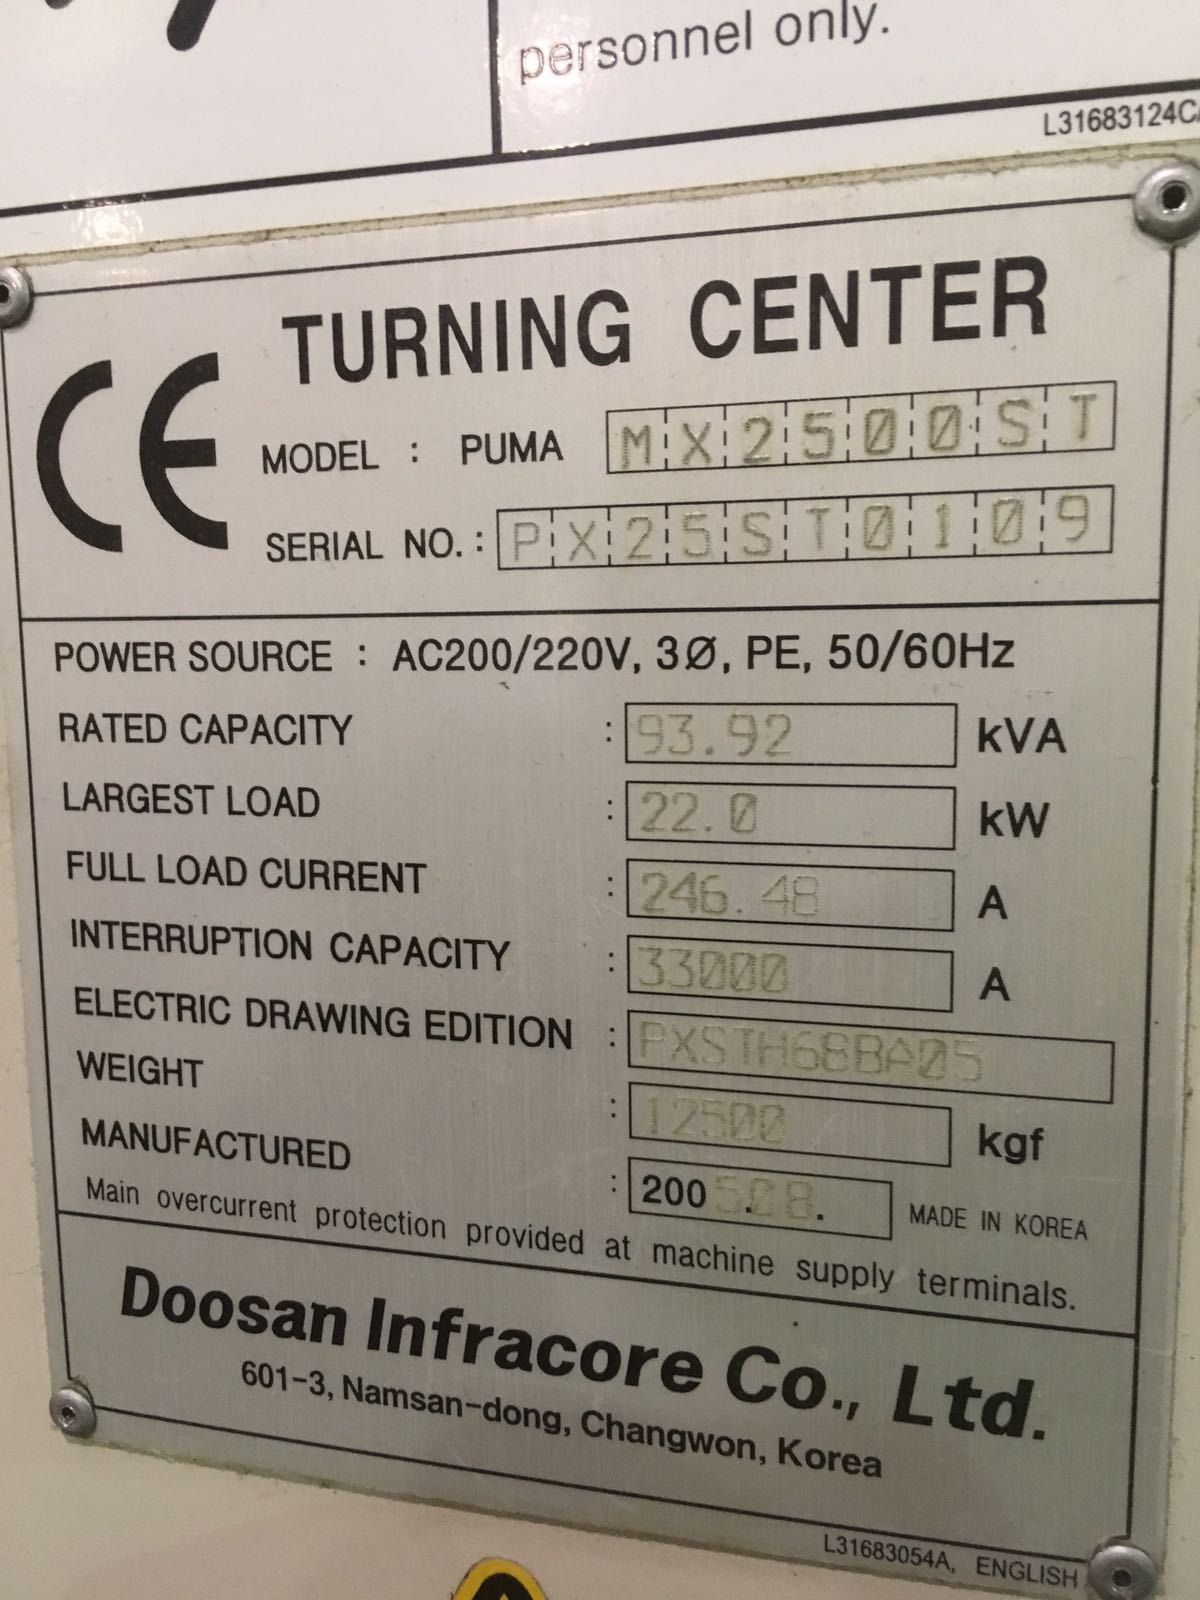 personnel only.
L31683124C
CE
TURNING CENTER
MODEL : PUMA MX2500ST
SERIAL NO. : PX25ST0109
POWER SOURCE : AC200/220V, 3Ø, PE, 50/60Hz
RATED CAPACITY : 93.92 kVA
LARGEST LOAD : 22.0 kW
FULL LOAD CURRENT : 246.48 A
INTERRUPTION CAPACITY : 33000 A
ELECTRIC DRAWING EDITION : PXSTH68BA05
WEIGHT : 12500 kgf
MANUFACTURED : 2005.08. MADE IN KOREA
Main overcurrent protection provided at machine supply terminals.
Doosan Infracore Co., Ltd.
601-3, Namsan-dong, Changwon, Korea
L31683054A, ENGLISH